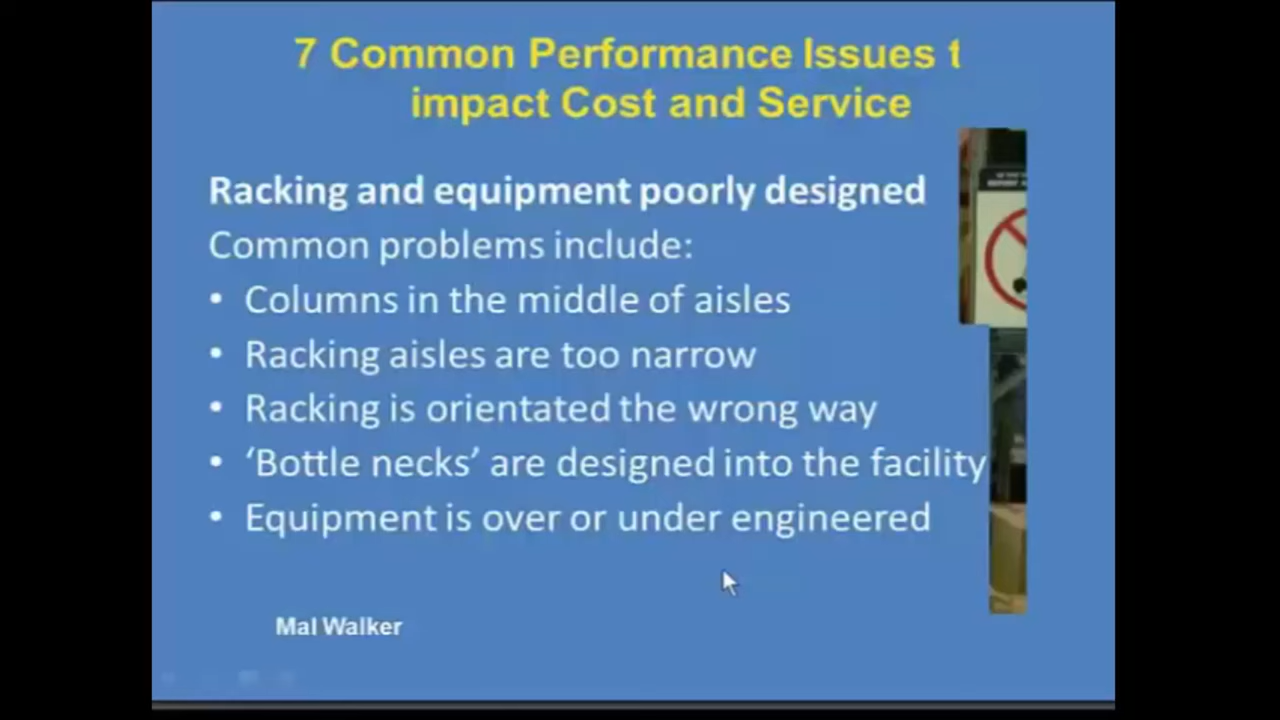 7 Common Performance Issues t
impact Cost and Service
Racking and equipment poorly designed
Common problems include:
• Columns in the middle of aisles
• Racking aisles are too narrow
• Racking is orientated the wrong way
• ‘Bottle necks’ are designed into the facility
• Equipment is over or under engineered
Mal Walker